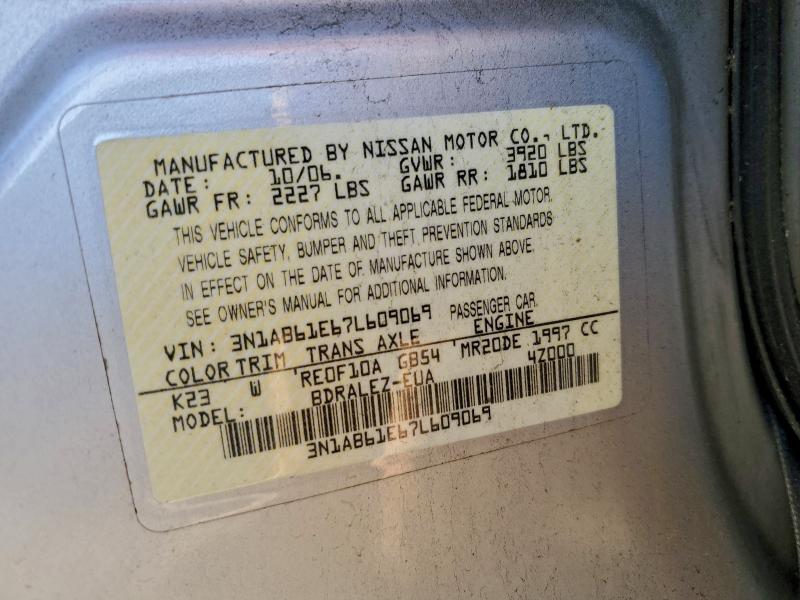 MANUFACTURED BY NISSAN MOTOR CO., LTD.
DATE: 10/06. GVWR: 3920 LBS
GAWR FR: 2227 LBS GAWR RR: 1810 LBS
THIS VEHICLE CONFORMS TO ALL APPLICABLE FEDERAL MOTOR
VEHICLE SAFETY, BUMPER AND THEFT PREVENTION STANDARDS
IN EFFECT ON THE DATE OF MANUFACTURE SHOWN ABOVE.
SEE OWNER'S MANUAL FOR ADDITIONAL INFORMATION.
VIN: 3N1AB61E67L609069 PASSENGER CAR
COLOR TRIM TRANS AXLE ENGINE
K23 W 'RE0F10A GB54 'MR20DE 1997 CC
MODEL: BDRALEZ-EUA 4Z000
3N1AB61E67L609069